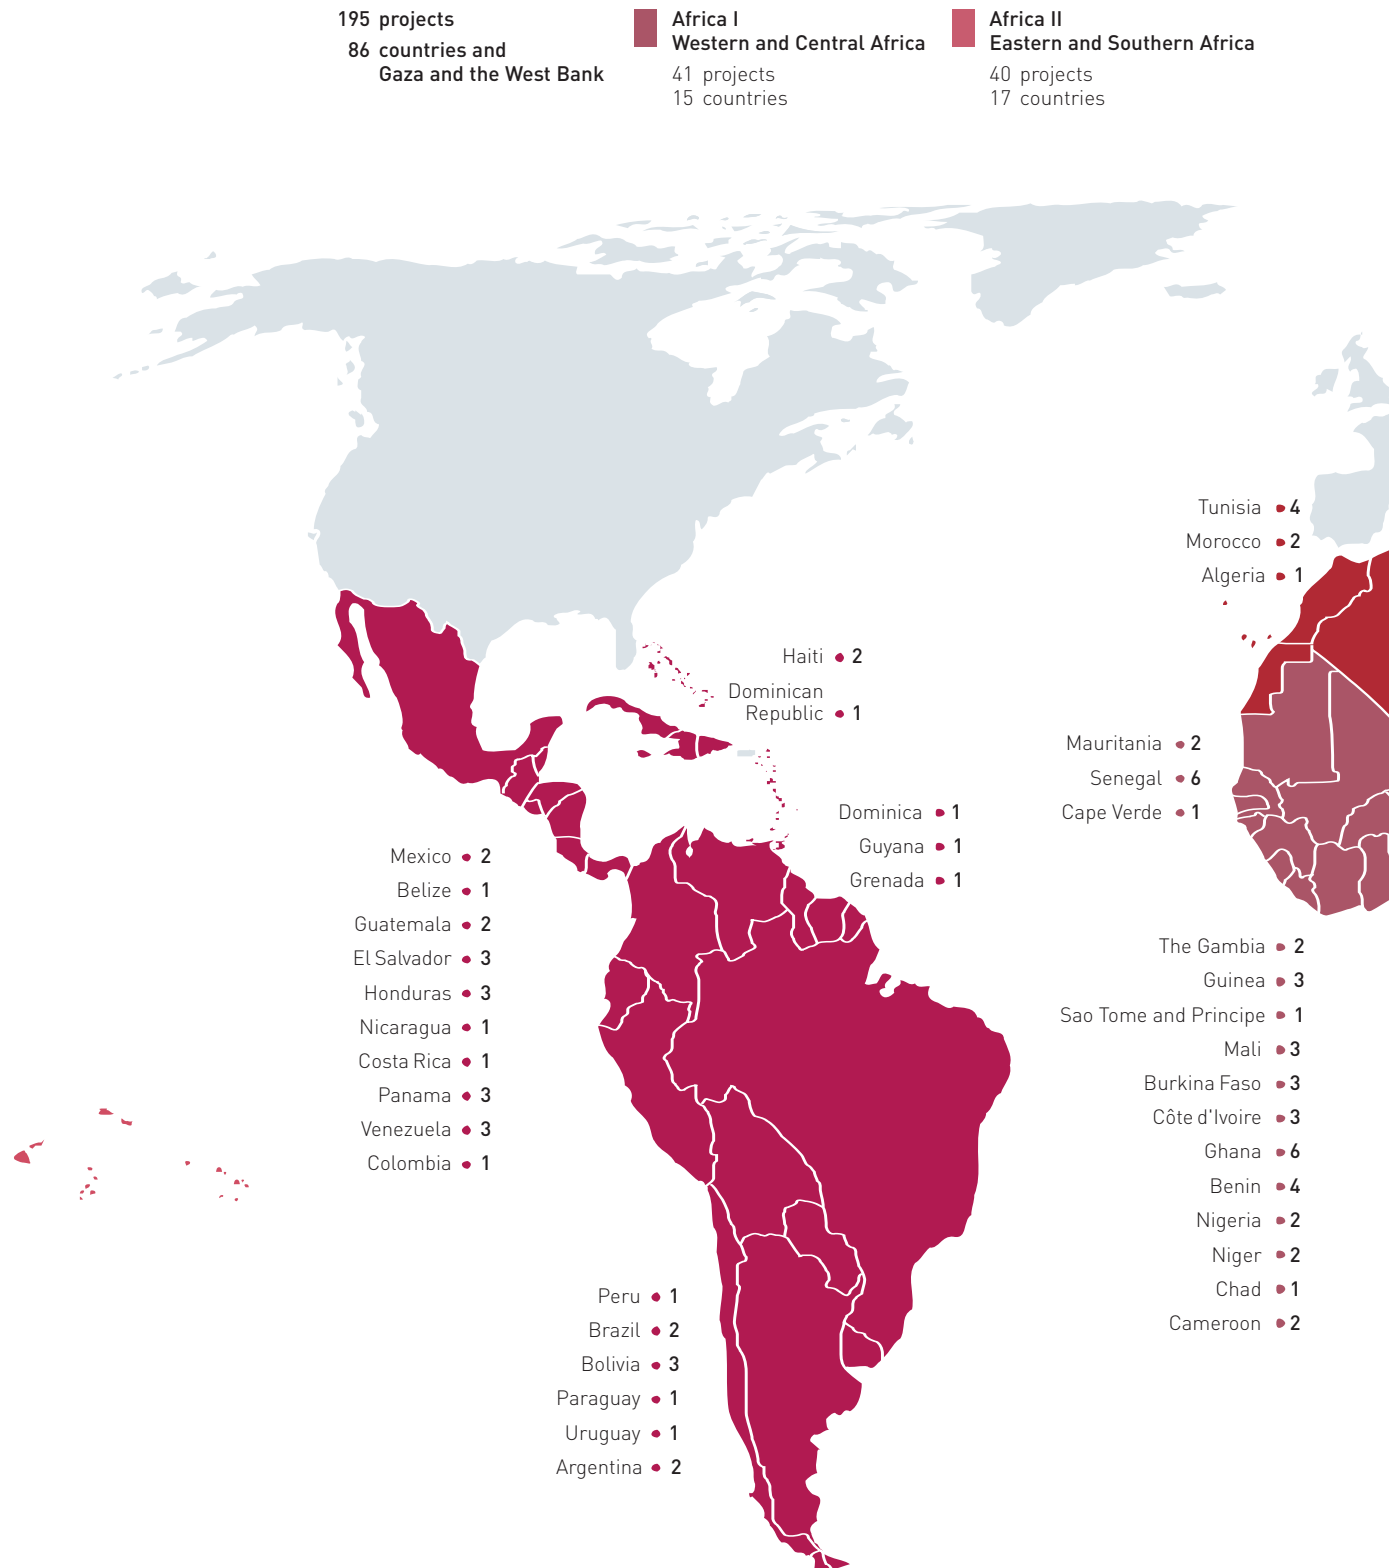 195 projects
86 countries and
Gaza and the West Bank
Africa I
Western and Central Africa
41 projects
15 countries
Africa II
Eastern and Southern Africa
40 projects
17 countries
Tunisia 4
Morocco 2
Algeria 1
Haiti 2
Dominican
Republic 1
Mauritania 2
Senegal 6
Cape Verde 1
Dominica 1
Guyana 1
Grenada 1
Mexico 2
Belize 1
Guatemala 2
El Salvador 3
Honduras 3
Nicaragua 1
Costa Rica 1
Panama 3
Venezuela 3
Colombia 1
The Gambia 2
Guinea 3
Sao Tome and Principe 1
Mali 3
Burkina Faso 3
Côte d'Ivoire 3
Ghana 6
Benin 4
Nigeria 2
Niger 2
Chad 1
Cameroon 2
Peru 1
Brazil 2
Bolivia 3
Paraguay 1
Uruguay 1
Argentina 2